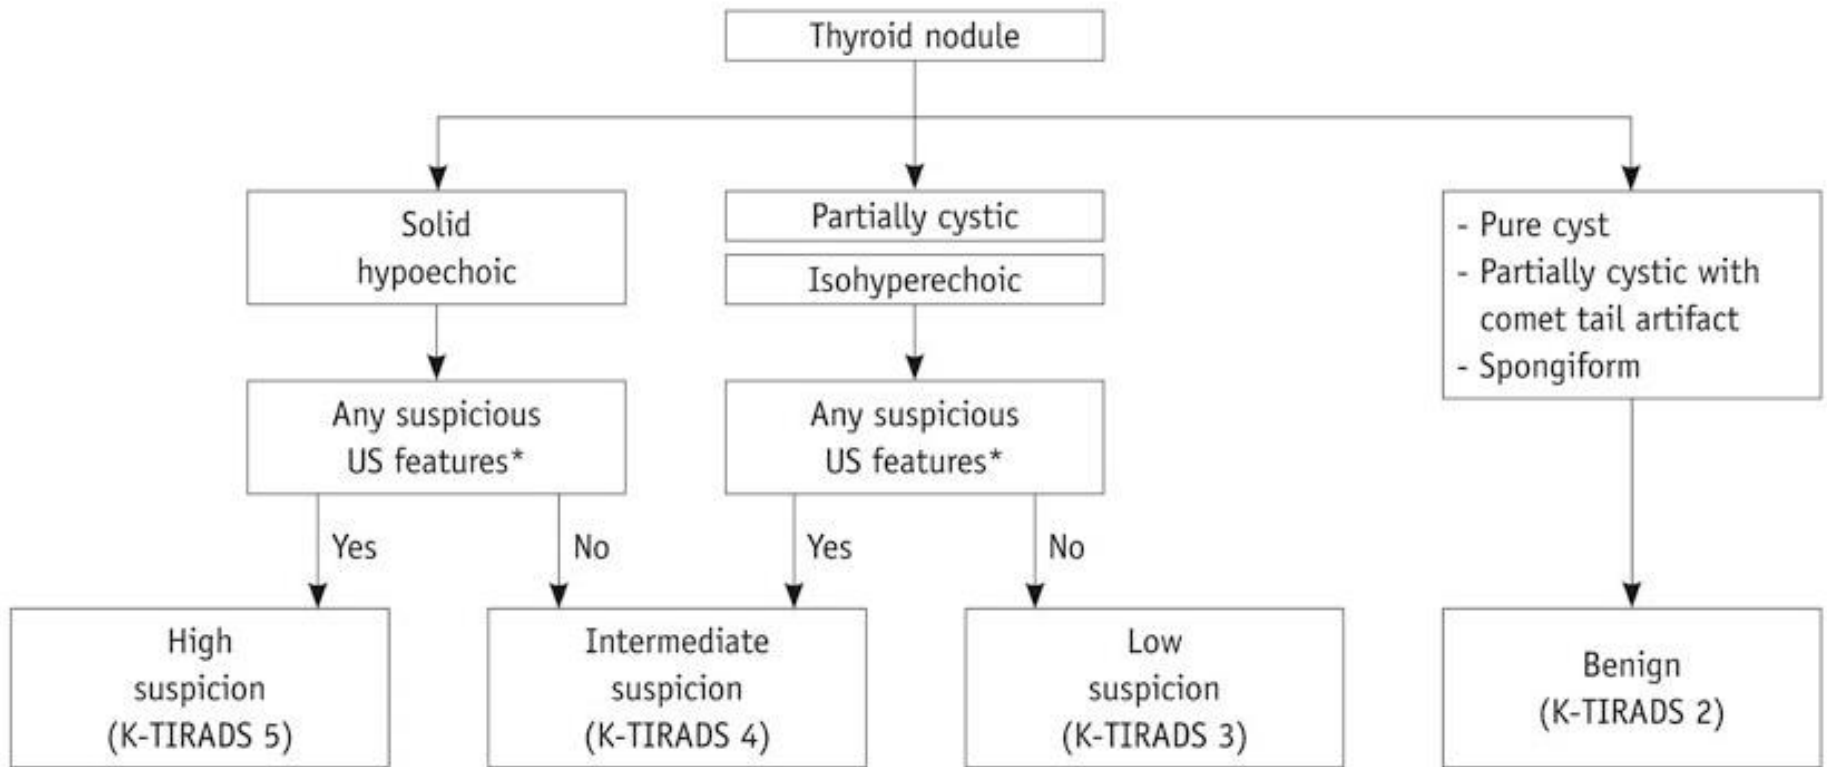 Thyroid nodule
Solid
hypoechoic
Partially cystic
Isohyperechoic
- Pure cyst
- Partially cystic with
comet tail artifact
- Spongiform
Any suspicious
US features*
Any suspicious
US features*
Yes
No
Yes
No
High
suspicion
(K-TIRADS 5)
Intermediate
suspicion
(K-TIRADS 4)
Low
suspicion
(K-TIRADS 3)
Benign
(K-TIRADS 2)